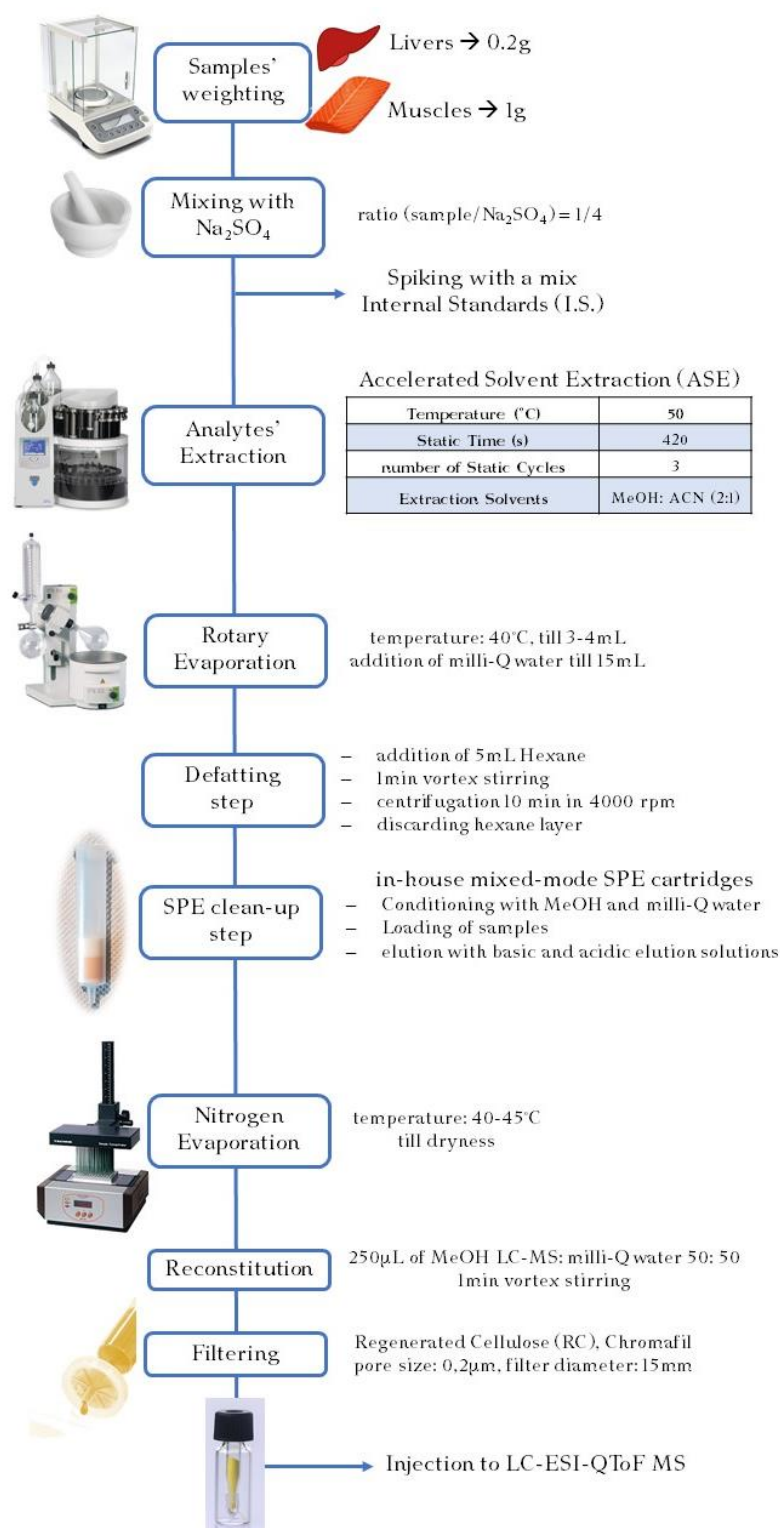 Samples'
weighting
Livers → 0.2g
Muscles → 1g
Mixing with
Na₂SO₄
ratio (sample/Na₂SO₄) = 1/4
Spiking with a mix
Internal Standards (I.S.)
Analytes'
Extraction
Accelerated Solvent Extraction (ASE)
Temperature (°C) 50
Static Time (s) 420
number of Static Cycles 3
Extraction Solvents MeOH: ACN (2:1)
Rotary
Evaporation
temperature: 40°C, till 3-4mL
addition of milli-Q water till 15mL
Defatting
step
– addition of 5mL Hexane
– 1min vortex stirring
– centrifugation 10 min in 4000 rpm
– discarding hexane layer
SPE clean-up
step
in-house mixed-mode SPE cartridges
– Conditioning with MeOH and milli-Q water
– Loading of samples
– elution with basic and acidic elution solutions
Nitrogen
Evaporation
temperature: 40-45°C
till dryness
Reconstitution
250μL of MeOH LC-MS: milli-Q water 50: 50
1min vortex stirring
Filtering
Regenerated Cellulose (RC), Chromafil
pore size: 0,2μm, filter diameter: 15mm
Injection to LC-ESI-QToF MS